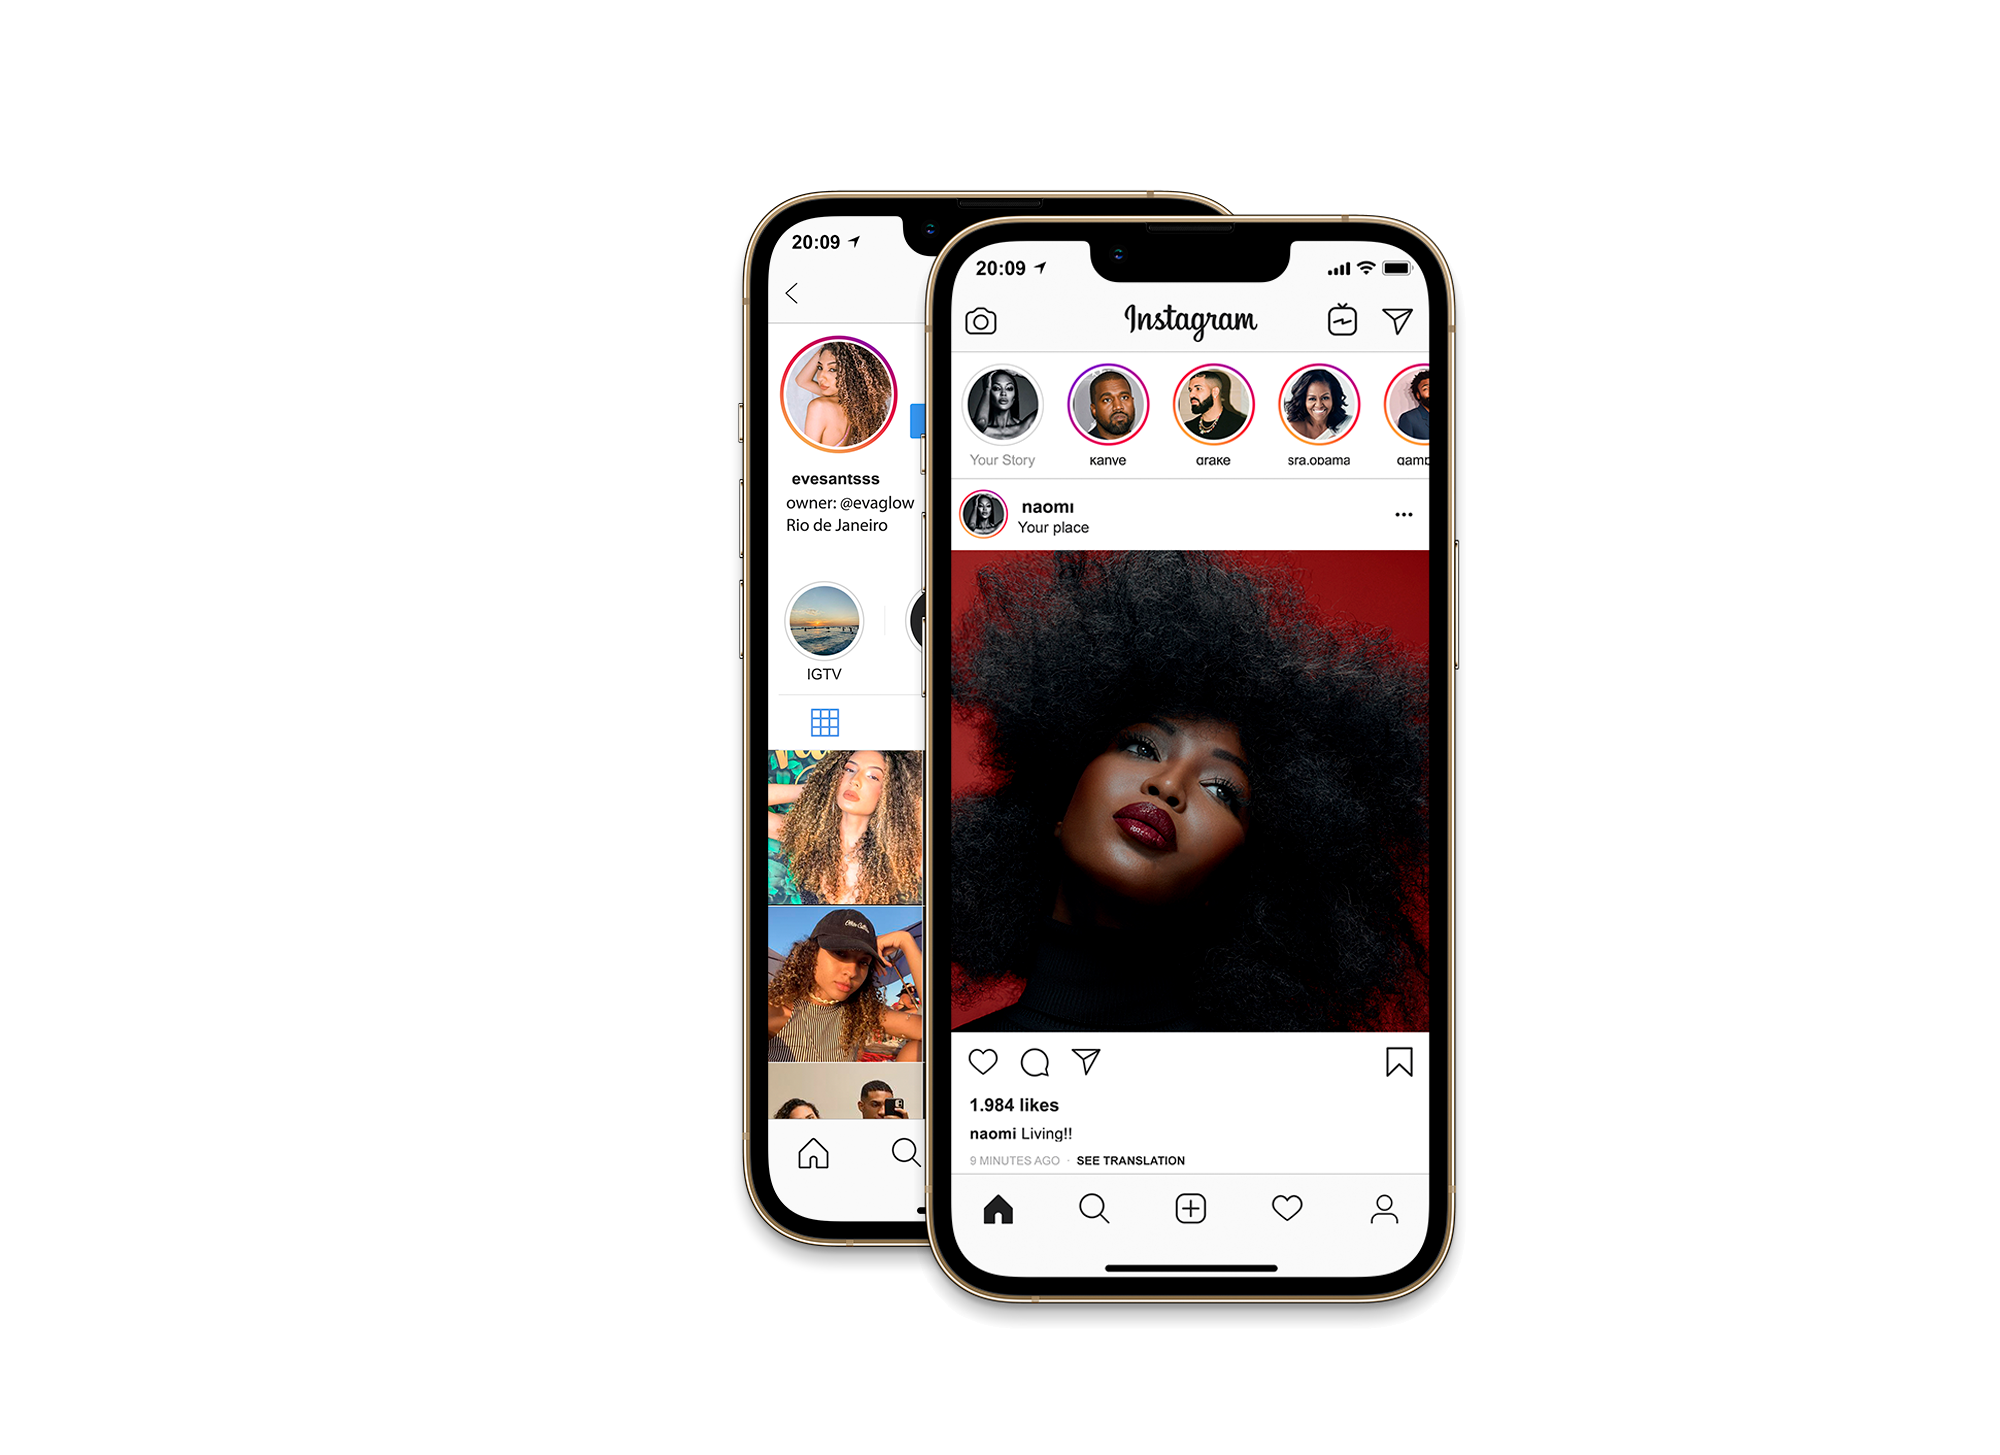 20:09
evesantsss
owner: @evaglow
Rio de Janeiro
IGTV
20:09
Instagram
Your Story
kanye
drake
sra.obama
naomi
Your place
1.984 likes
naomi Living!!
9 MINUTES AGO · SEE TRANSLATION